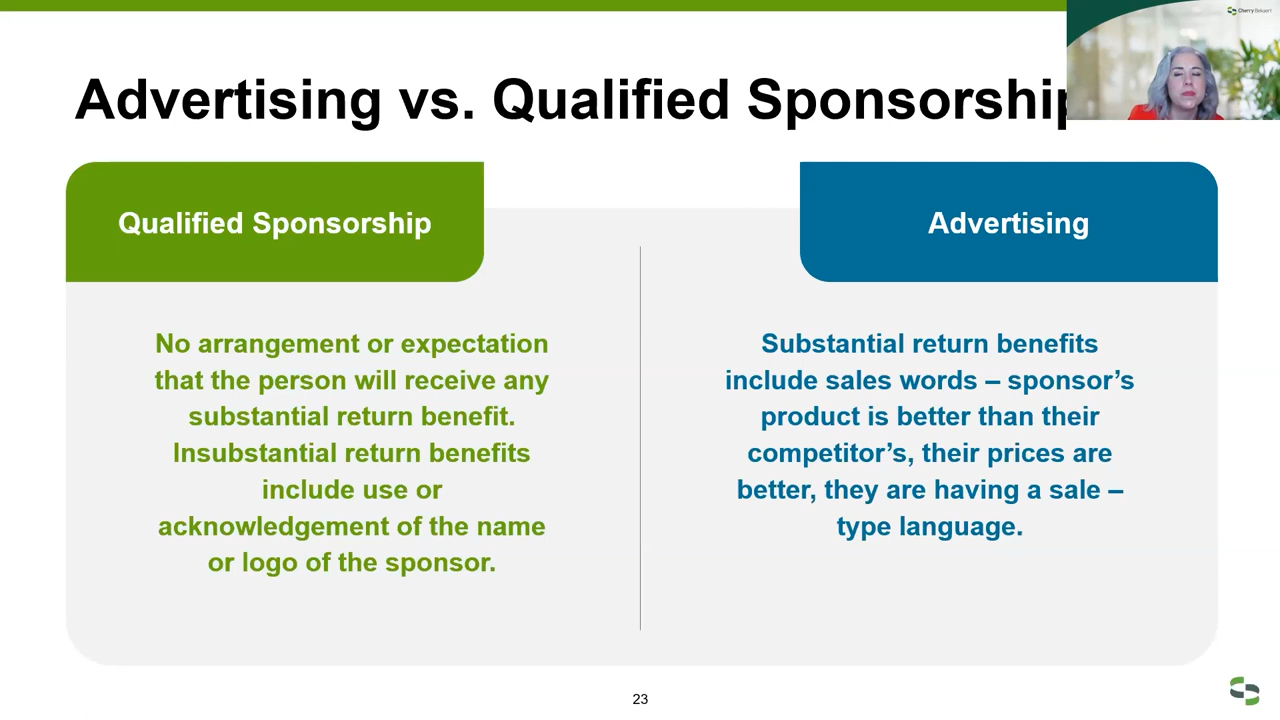 Cherry Bekaert
Advertising vs. Qualified Sponsorship
Qualified Sponsorship
No arrangement or expectation
that the person will receive any
substantial return benefit.
Insubstantial return benefits
include use or
acknowledgement of the name
or logo of the sponsor.
Advertising
Substantial return benefits
include sales words – sponsor’s
product is better than their
competitor’s, their prices are
better, they are having a sale –
type language.
23